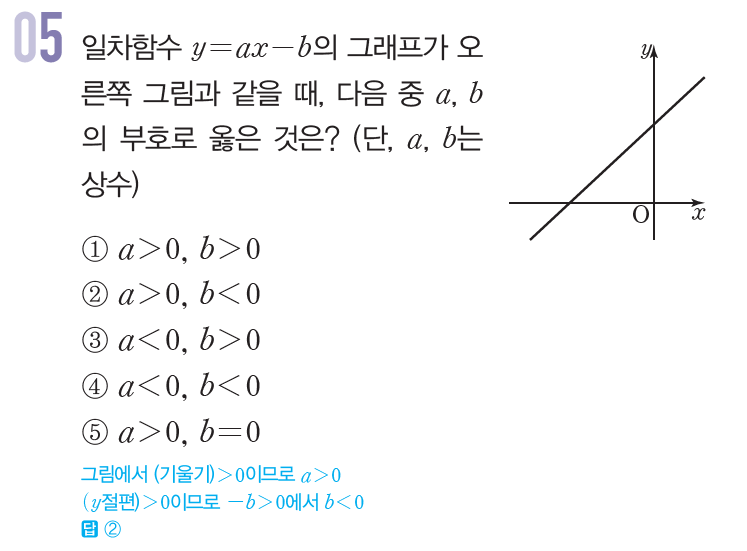 05
일차함수 y=ax-b의 그래프가 오
른쪽 그림과 같을 때, 다음 중 a, b
의 부호로 옳은 것은? (단, a, b는
상수)
y
O
x
① a>0, b>0
② a>0, b<0
③ a<0, b>0
④ a<0, b<0
⑤ a>0, b=0
그림에서 (기울기)>0이므로 a>0
(y절편)>0이므로 -b>0에서 b<0
답 ②